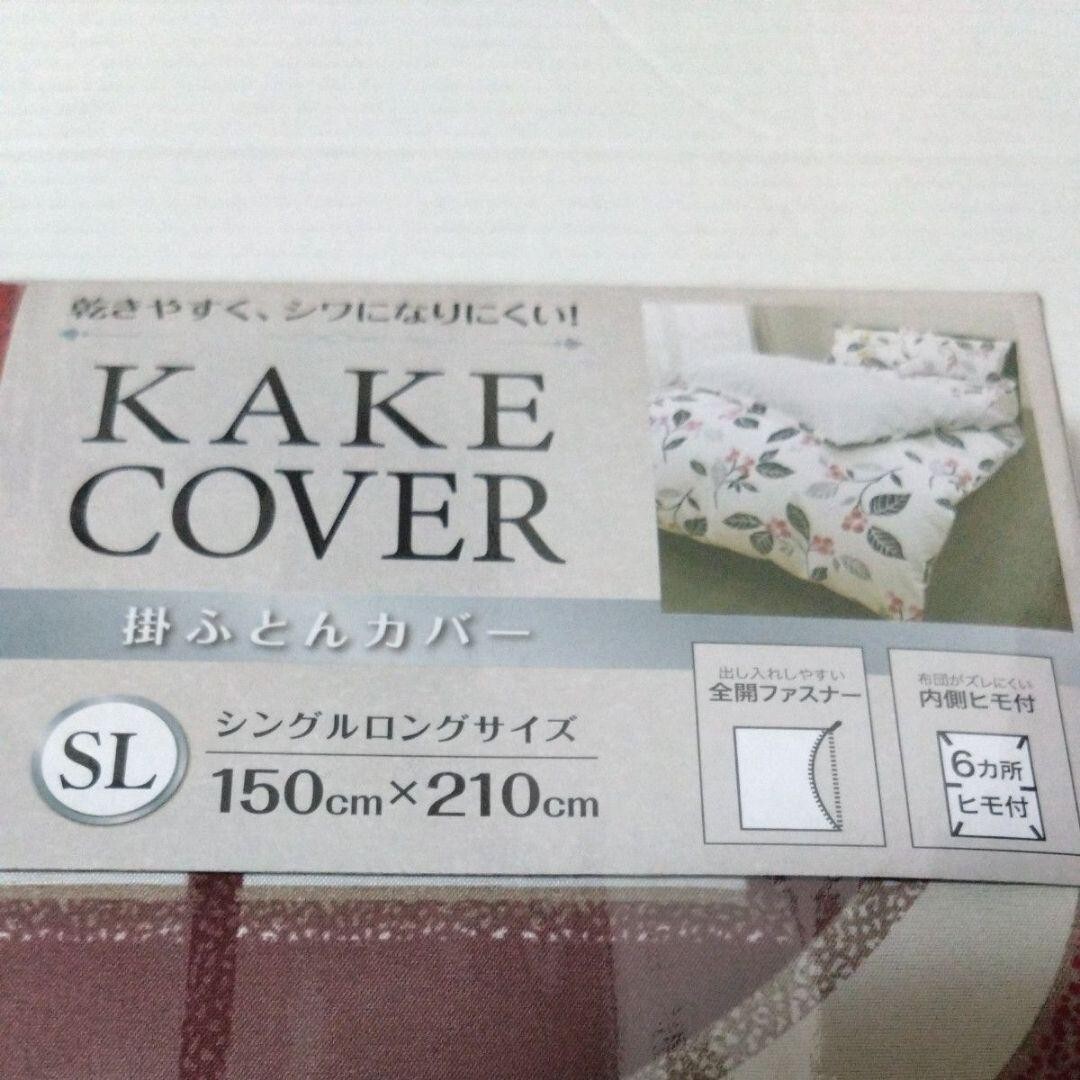 乾きやすく、シワになりにくい!
KAKE
COVER
掛ふとんカバー
SL
シングルロングサイズ
150cm×210cm
出し入れしやすい
全開ファスナー
布団がズレにくい
内側ヒモ付
6カ所
ヒモ付